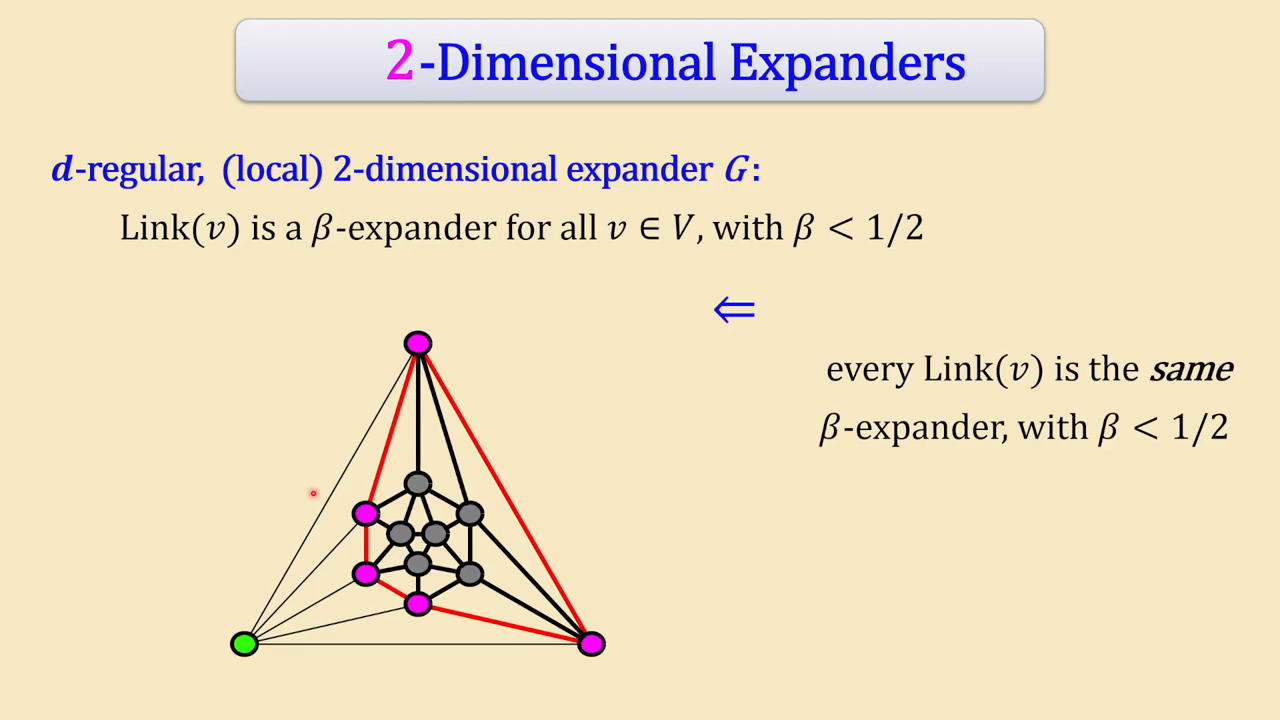 2-Dimensional Expanders
d-regular, (local) 2-dimensional expander G:
Link(v) is a β-expander for all v ∈ V, with β < 1/2
⇐
every Link(v) is the same
β-expander, with β < 1/2